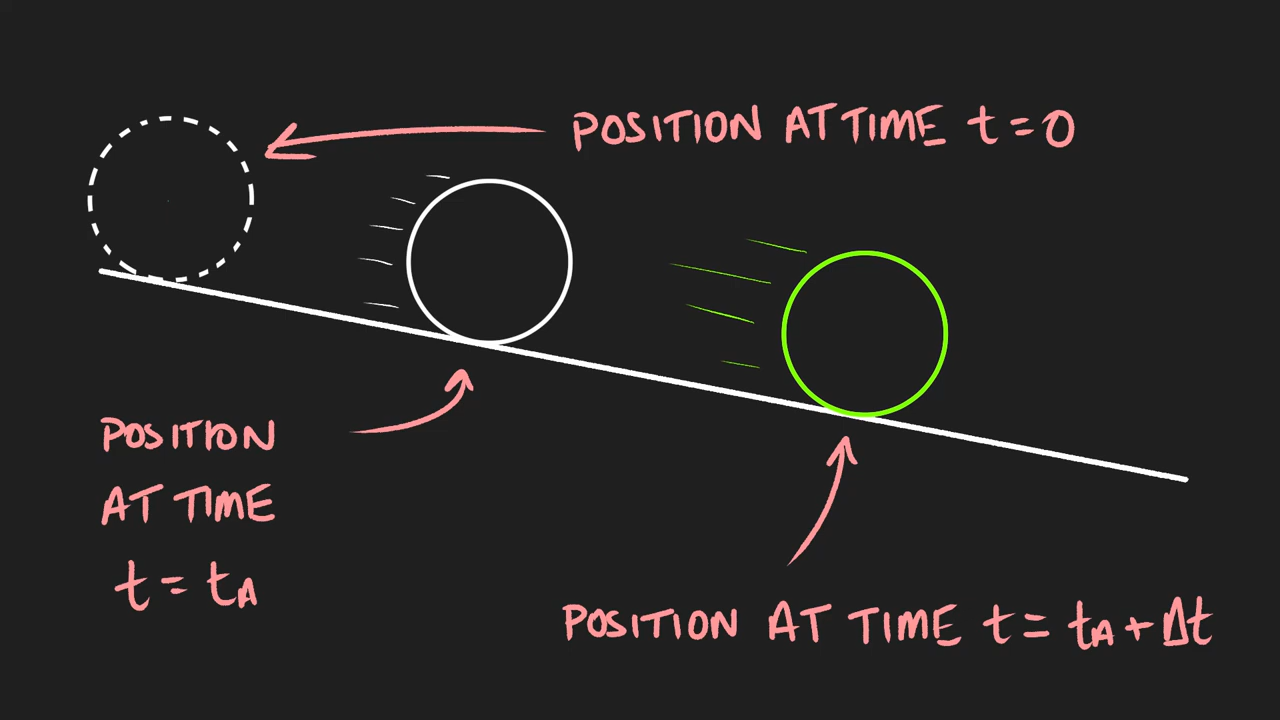 POSITION AT TIME t = 0
POSITION
AT TIME
t = tA
POSITION AT TIME t = tA + Δt